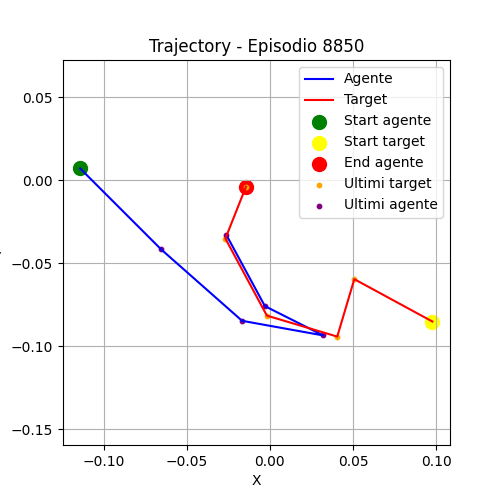 Trajectory - Episodio 8850
Agente
Target
Start agente
Start target
End agente
Ultimi target
Ultimi agente
0.05
0.00
−0.05
−0.10
−0.15
−0.10
−0.05
0.00
0.05
0.10
X